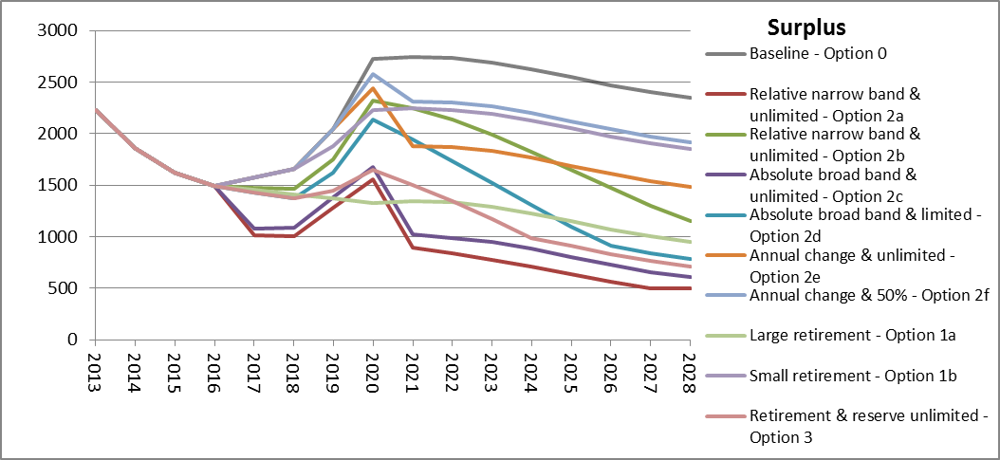 Surplus
3000
2500
2000
1500
1000
500
0
2013
2014
2015
2016
2017
2018
2019
2020
2021
2022
2023
2024
2025
2026
2027
2028
Baseline - Option 0
Relative narrow band &
unlimited - Option 2a
Relative narrow band &
unlimited - Option 2b
Absolute broad band &
unlimited - Option 2c
Absolute broad band & limited -
Option 2d
Annual change & unlimited -
Option 2e
Annual change & 50% - Option 2f
Large retirement - Option 1a
Small retirement - Option 1b
Retirement & reserve unlimited -
Option 3